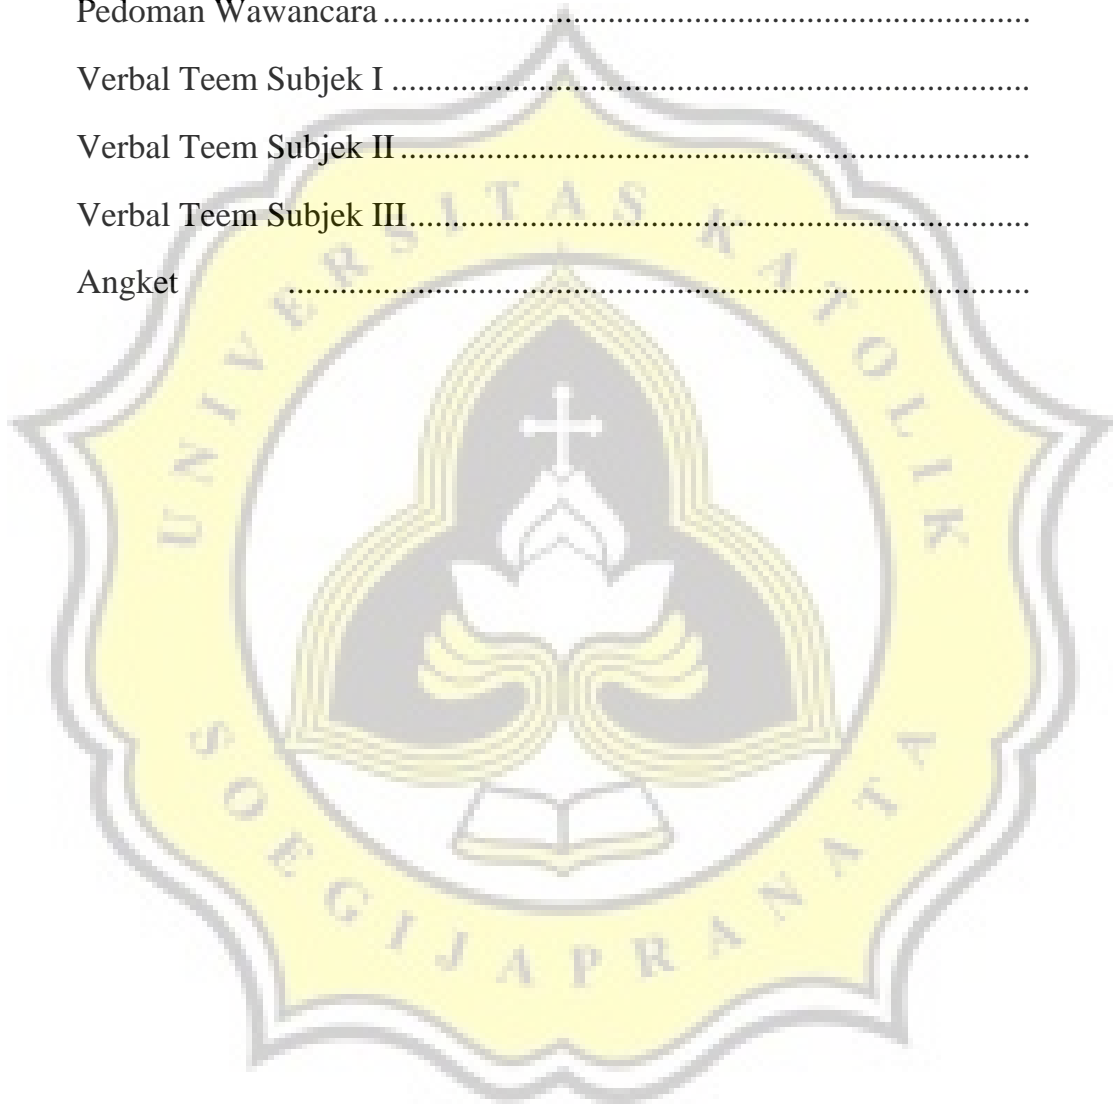 Pedoman Wawancara ..........................................................................
Verbal Teem Subjek I .........................................................................
Verbal Teem Subjek II ........................................................................
Verbal Teem Subjek III.......................................................................
Angket .....................................................................................
UNIVERSITAS KATOLIK
SOEGIJAPRANATA